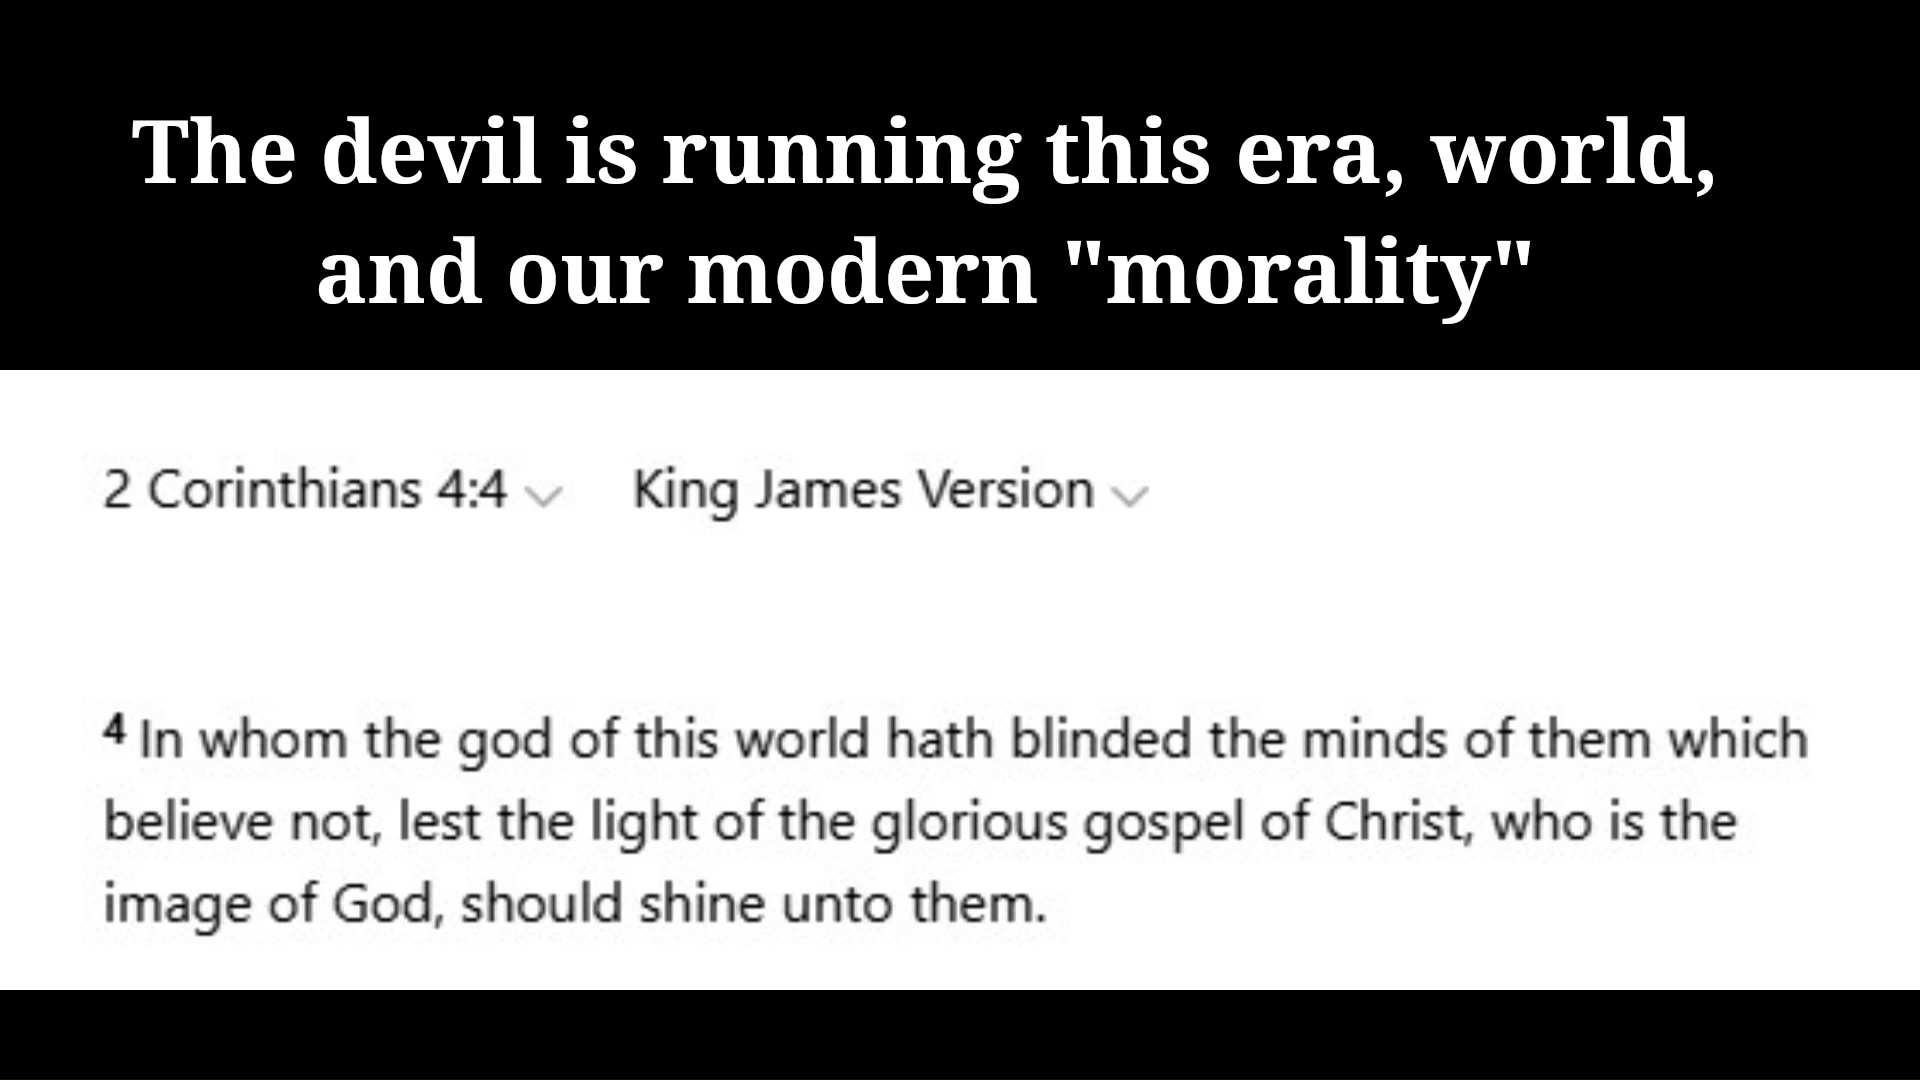 The devil is running this era, world,
and our modern "morality"
2 Corinthians 4:4 King James Version
4 In whom the god of this world hath blinded the minds of them which
believe not, lest the light of the glorious gospel of Christ, who is the
image of God, should shine unto them.